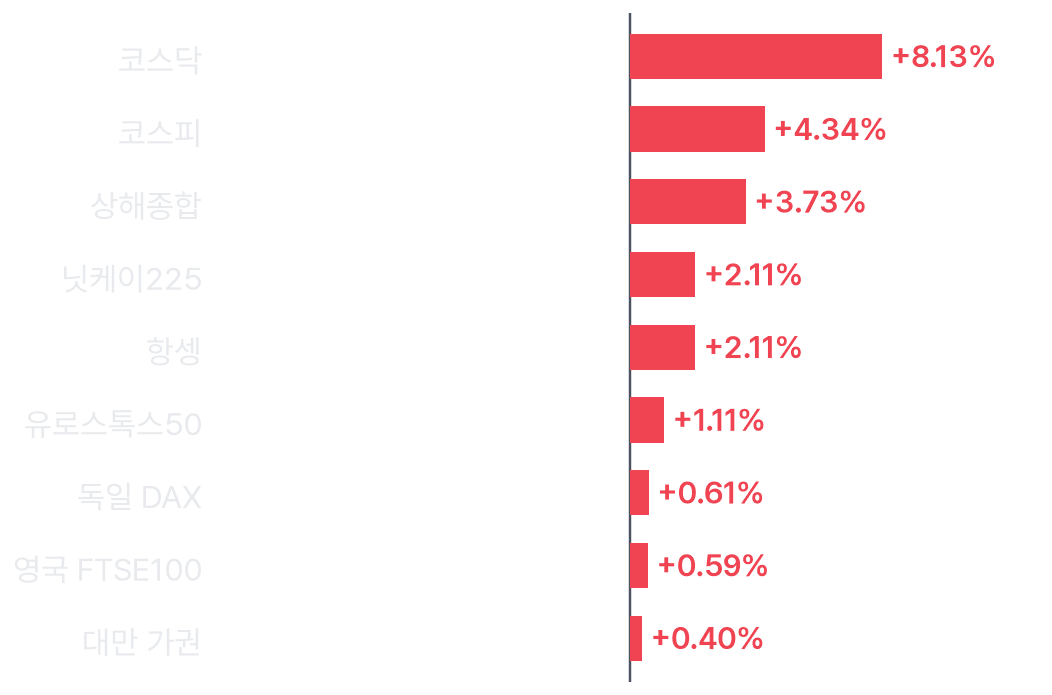 코스닥 +8.13%
코스피 +4.34%
상해종합 +3.73%
닛케이225 +2.11%
항셍 +2.11%
유로스톡스50 +1.11%
독일 DAX +0.61%
영국 FTSE100 +0.59%
대만 가권 +0.40%